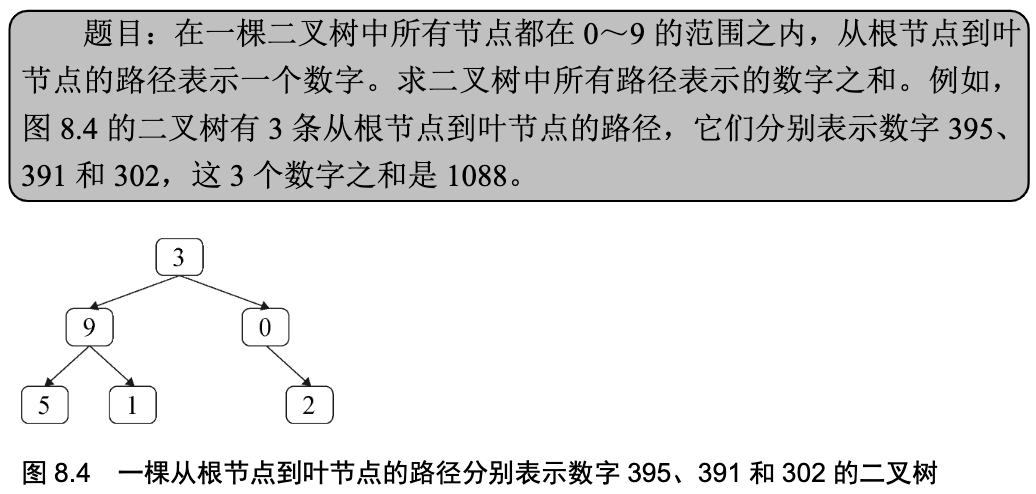 题目：在一棵二叉树中所有节点都在 0～9 的范围之内，从根节点到叶
节点的路径表示一个数字。求二叉树中所有路径表示的数字之和。例如，
图 8.4 的二叉树有 3 条从根节点到叶节点的路径，它们分别表示数字 395、
391 和 302，这 3 个数字之和是 1088。
3
9 0
5 1 2
图 8.4 一棵从根节点到叶节点的路径分别表示数字 395、391 和 302 的二叉树